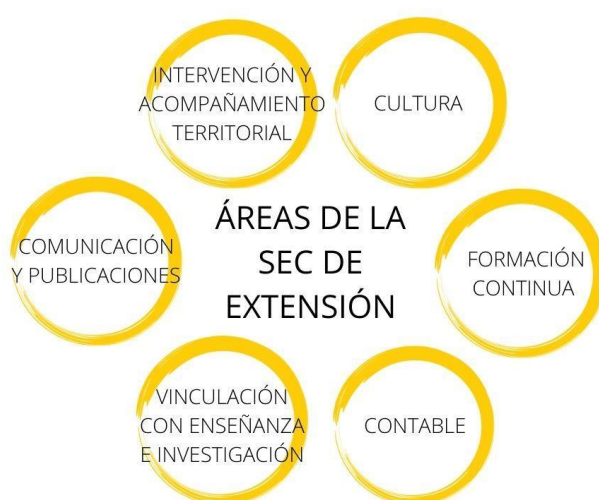 INTERVENCIÓN Y
ACOMPAÑAMIENTO
TERRITORIAL
CULTURA
COMUNICACIÓN
Y PUBLICACIONES
ÁREAS DE LA
SEC DE
EXTENSIÓN
FORMACIÓN
CONTINUA
VINCULACIÓN
CON ENSEÑANZA
E INVESTIGACIÓN
CONTABLE